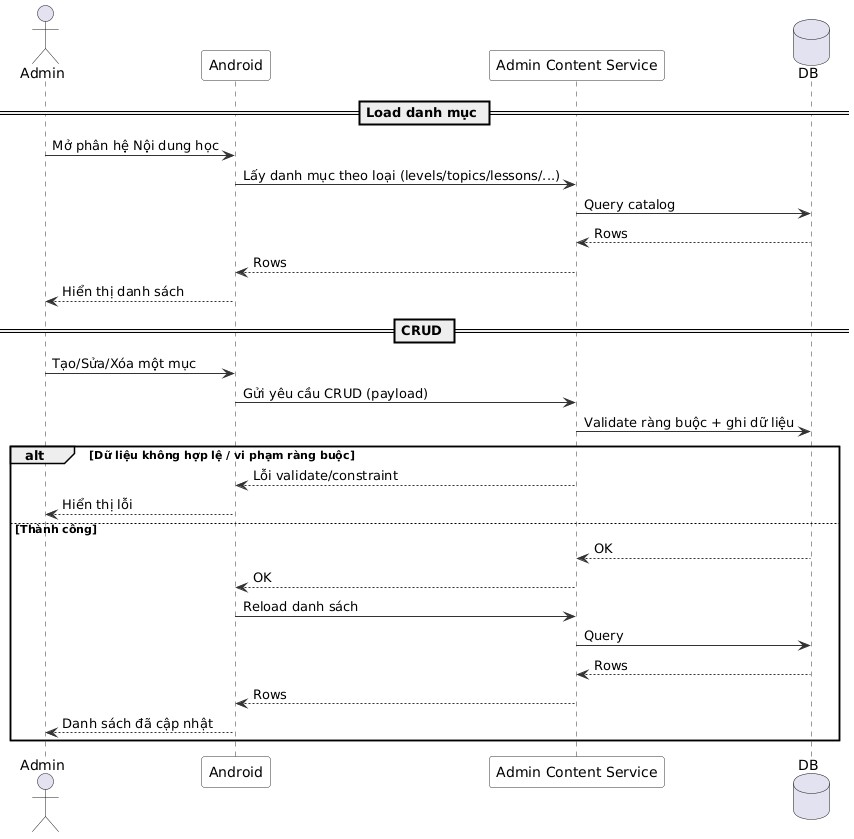 Admin
Android
Admin Content Service
DB
Load danh mục
Mở phân hệ Nội dung học
Lấy danh mục theo loại (levels/topics/lessons/...)
Query catalog
Rows
Rows
Hiển thị danh sách
CRUD
Tạo/Sửa/Xóa một mục
Gửi yêu cầu CRUD (payload)
Validate ràng buộc + ghi dữ liệu
alt
[Dữ liệu không hợp lệ / vi phạm ràng buộc]
Lỗi validate/constraint
Hiển thị lỗi
[Thành công]
OK
OK
Reload danh sách
Query
Rows
Rows
Danh sách đã cập nhật
Admin
Android
Admin Content Service
DB